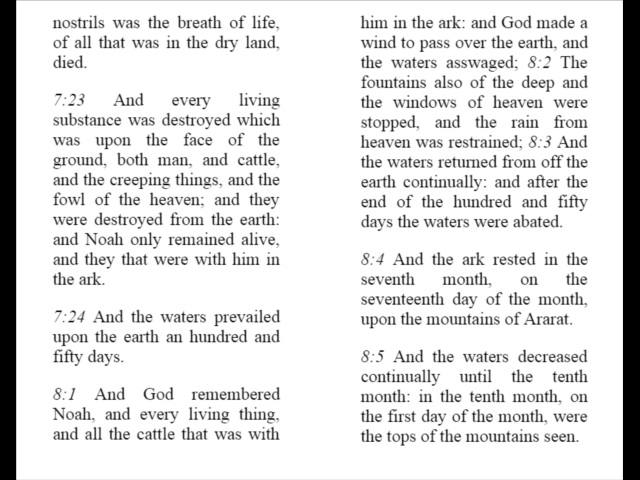 nostrils was the breath of life,
of all that was in the dry land,
died.
7:23 And every living
substance was destroyed which
was upon the face of the
ground, both man, and cattle,
and the creeping things, and the
fowl of the heaven; and they
were destroyed from the earth:
and Noah only remained alive,
and they that were with him in
the ark.
7:24 And the waters prevailed
upon the earth an hundred and
fifty days.
8:1 And God remembered
Noah, and every living thing,
and all the cattle that was with
him in the ark: and God made a
wind to pass over the earth, and
the waters asswaged; 8:2 The
fountains also of the deep and
the windows of heaven were
stopped, and the rain from
heaven was restrained; 8:3 And
the waters returned from off the
earth continually: and after the
end of the hundred and fifty
days the waters were abated.
8:4 And the ark rested in the
seventh month, on the
seventeenth day of the month,
upon the mountains of Ararat.
8:5 And the waters decreased
continually until the tenth
month: in the tenth month, on
the first day of the month, were
the tops of the mountains seen.